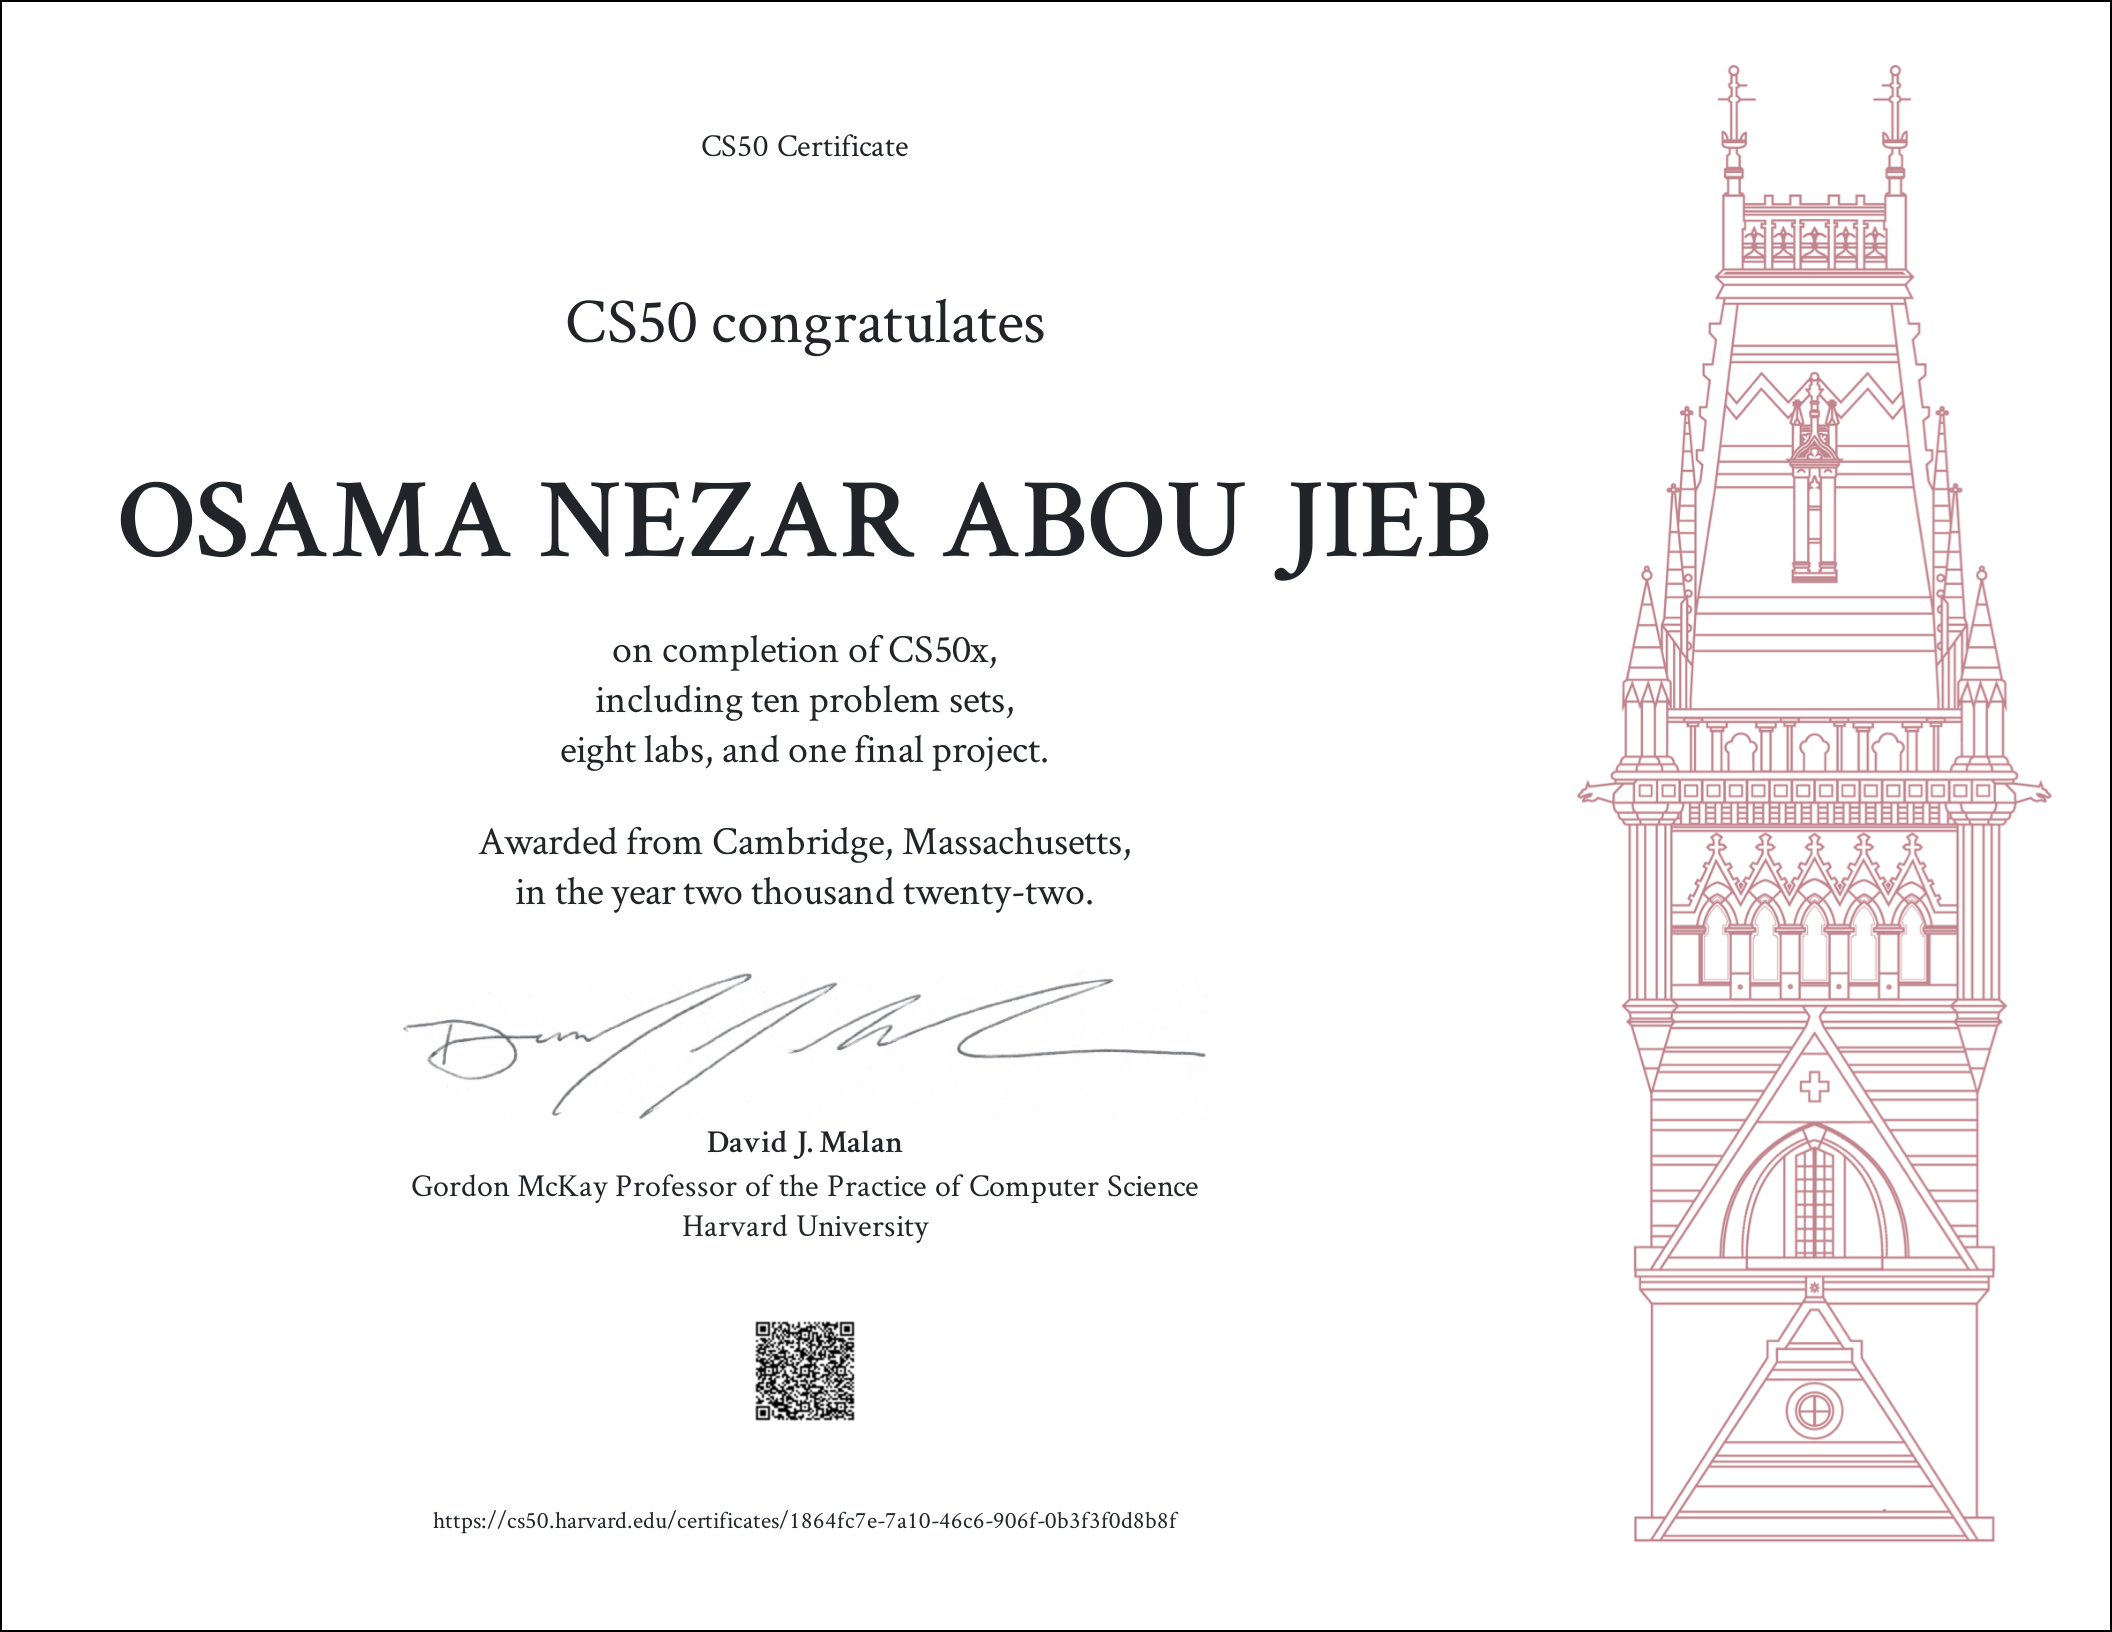 CS50 Certificate
CS50 congratulates
OSAMA NEZAR ABOU JIEB
on completion of CS50x,
including ten problem sets,
eight labs, and one final project.
Awarded from Cambridge, Massachusetts,
in the year two thousand twenty-two.
David J. Malan
Gordon McKay Professor of the Practice of Computer Science
Harvard University
https://cs50.harvard.edu/certificates/1864fc7e-7a10-46c6-906f-0b3f3f0d8b8f